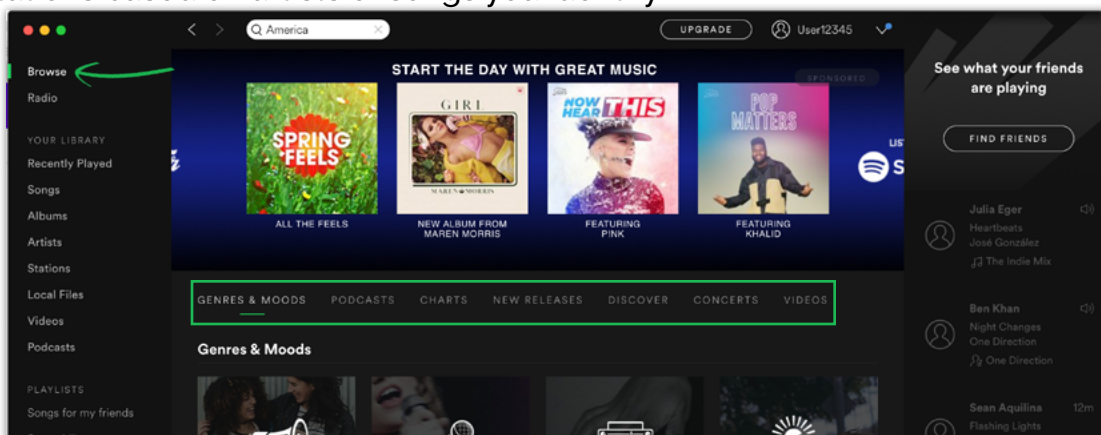 America
UPGRADE
User12345
Browse
Radio
YOUR LIBRARY
Recently Played
Songs
Albums
Artists
Stations
Local Files
Videos
Podcasts
PLAYLISTS
Songs for my friends
START THE DAY WITH GREAT MUSIC
SPONSORED
SPRING
FEELS
ALL THE FEELS
GIRL
MAREN MORRIS
NEW ALBUM FROM
MAREN MORRIS
NOW
HEAR THIS
FEATURING
P!NK
POP
MATTERS
FEATURING
KHALID
GENRES & MOODS PODCASTS CHARTS NEW RELEASES DISCOVER CONCERTS VIDEOS
Genres & Moods
See what your friends
are playing
FIND FRIENDS
Julia Eger
Heartbeats
José González
The Indie Mix
Ben Khan
Night Changes
One Direction
One Direction
Sean Aquilina 12m
Flashing Lights